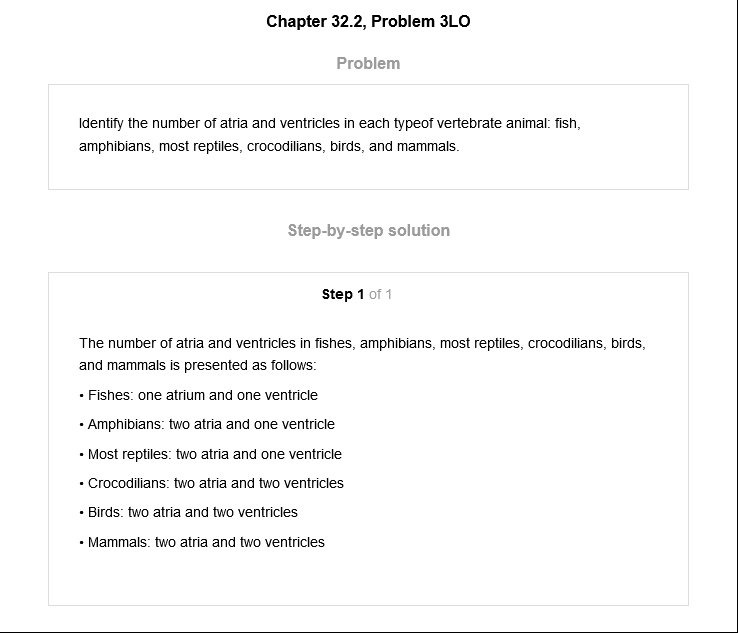 Chapter 32.2, Problem 3LO
Problem
Identify the number of atria and ventricles in each typeof vertebrate animal: fish,
amphibians, most reptiles, crocodilians, birds, and mammals.
Step-by-step solution
Step 1 of 1
The number of atria and ventricles in fishes, amphibians, most reptiles, crocodilians, birds,
and mammals is presented as follows:
• Fishes: one atrium and one ventricle
• Amphibians: two atria and one ventricle
• Most reptiles: two atria and one ventricle
• Crocodilians: two atria and two ventricles
• Birds: two atria and two ventricles
• Mammals: two atria and two ventricles